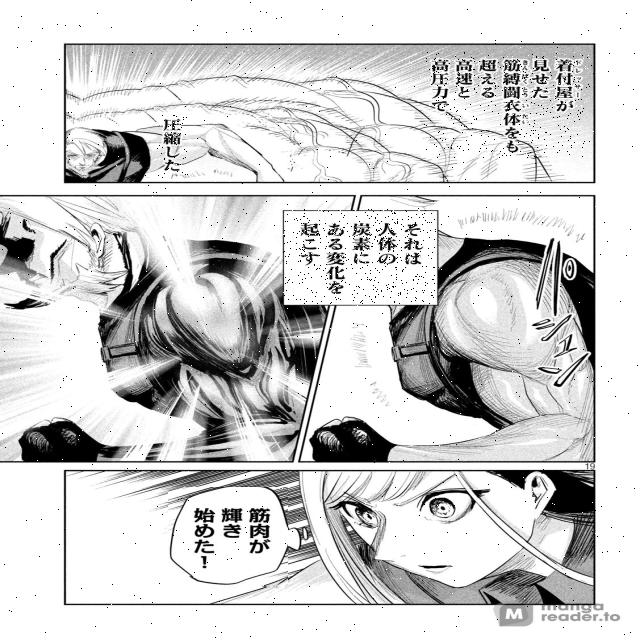 着付屋が
見せた
筋縛闘衣体をも
超える
高速と
高圧力で
圧縮した
それは
人体の
炭素に
ある変化を
起こす
19
筋肉が
輝き
始めた!
M manga
reader.to